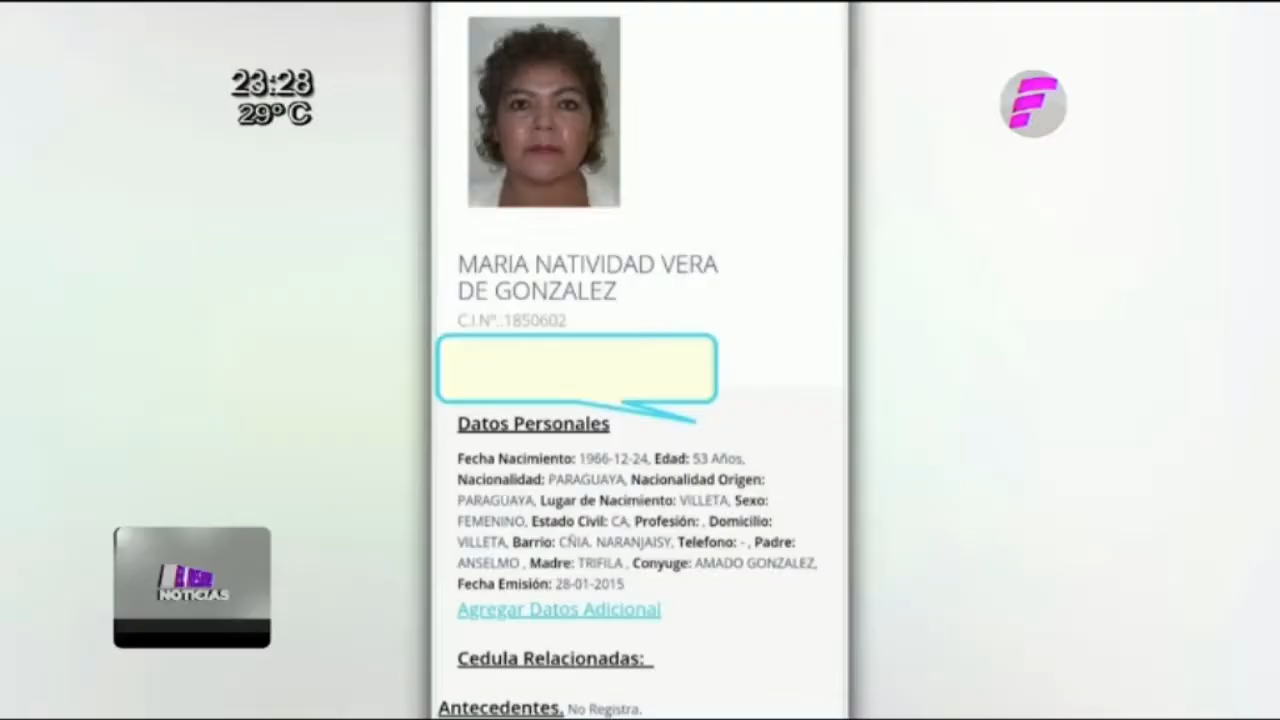 23:28
29º C
F
MARIA NATIVIDAD VERA
DE GONZALEZ
C.I.Nº..1850602
Datos Personales
Fecha Nacimiento: 1966-12-24, Edad: 53 Años,
Nacionalidad: PARAGUAYA, Nacionalidad Origen:
PARAGUAYA, Lugar de Nacimiento: VILLETA, Sexo:
FEMENINO, Estado Civil: CA, Profesión: , Domicilio:
VILLETA, Barrio: CÑIA. NARANJAISY, Telefono: - , Padre:
ANSELMO , Madre: TRIFILA , Conyuge: AMADO GONZALEZ,
Fecha Emisión: 28-01-2015
Agregar Datos Adicional
Cedula Relacionadas:
Antecedentes. No Registra.
NOTICIAS